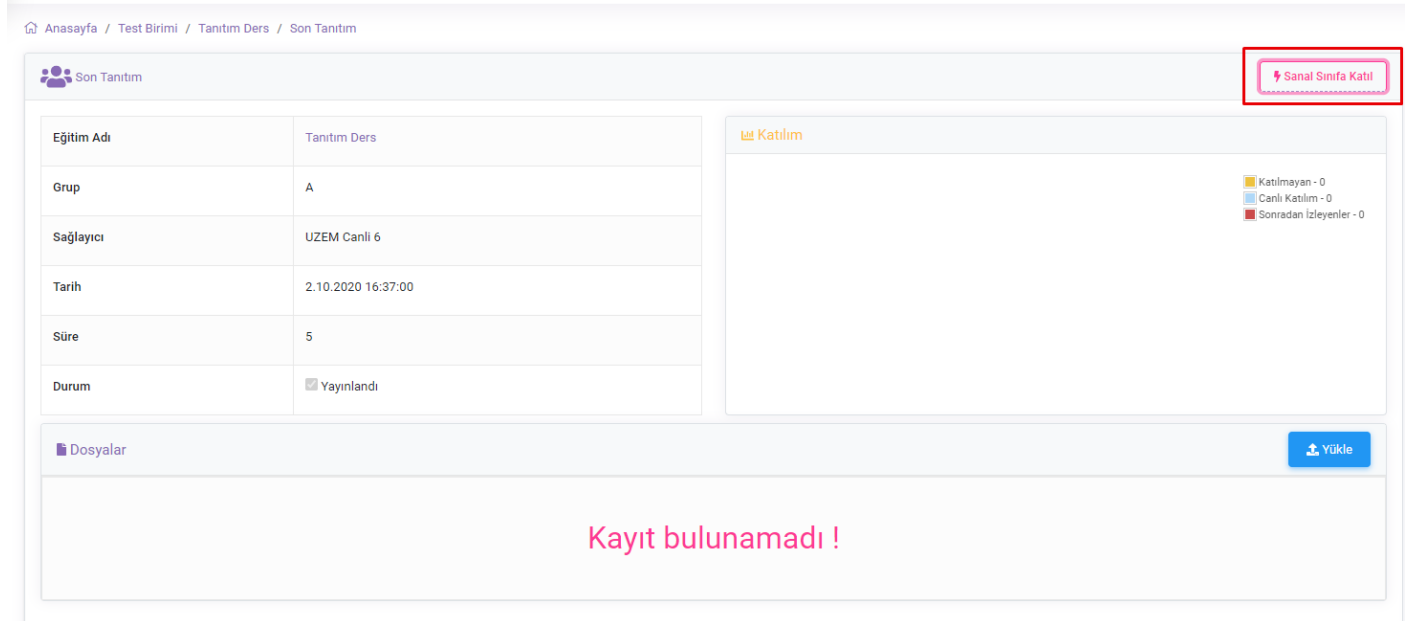 Anasayfa / Test Birimi / Tanıtım Ders / Son Tanıtım
Son Tanıtım
Sanal Sınıfa Katıl
Eğitim Adı Tanıtım Ders
Grup A
Sağlayıcı UZEM Canli 6
Tarih 2.10.2020 16:37:00
Süre 5
Durum Yayınlandı
Katılım
Katılmayan - 0
Canlı Katılım - 0
Sonradan İzleyenler - 0
Dosyalar
Yükle
Kayıt bulunamadı !